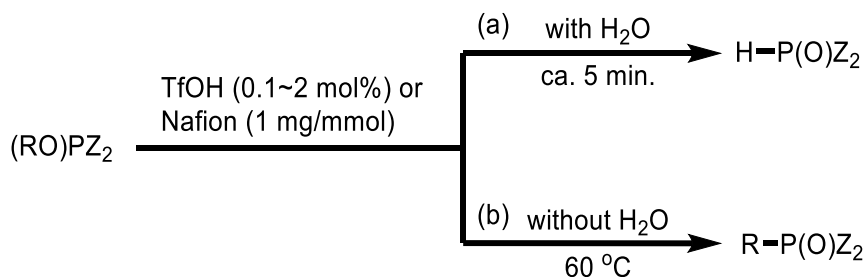 (RO)PZ₂
TfOH (0.1~2 mol%) or
Nafion (1 mg/mmol)
(a) with H₂O
ca. 5 min.
H–P(O)Z₂
(b) without H₂O
60 °C
R–P(O)Z₂